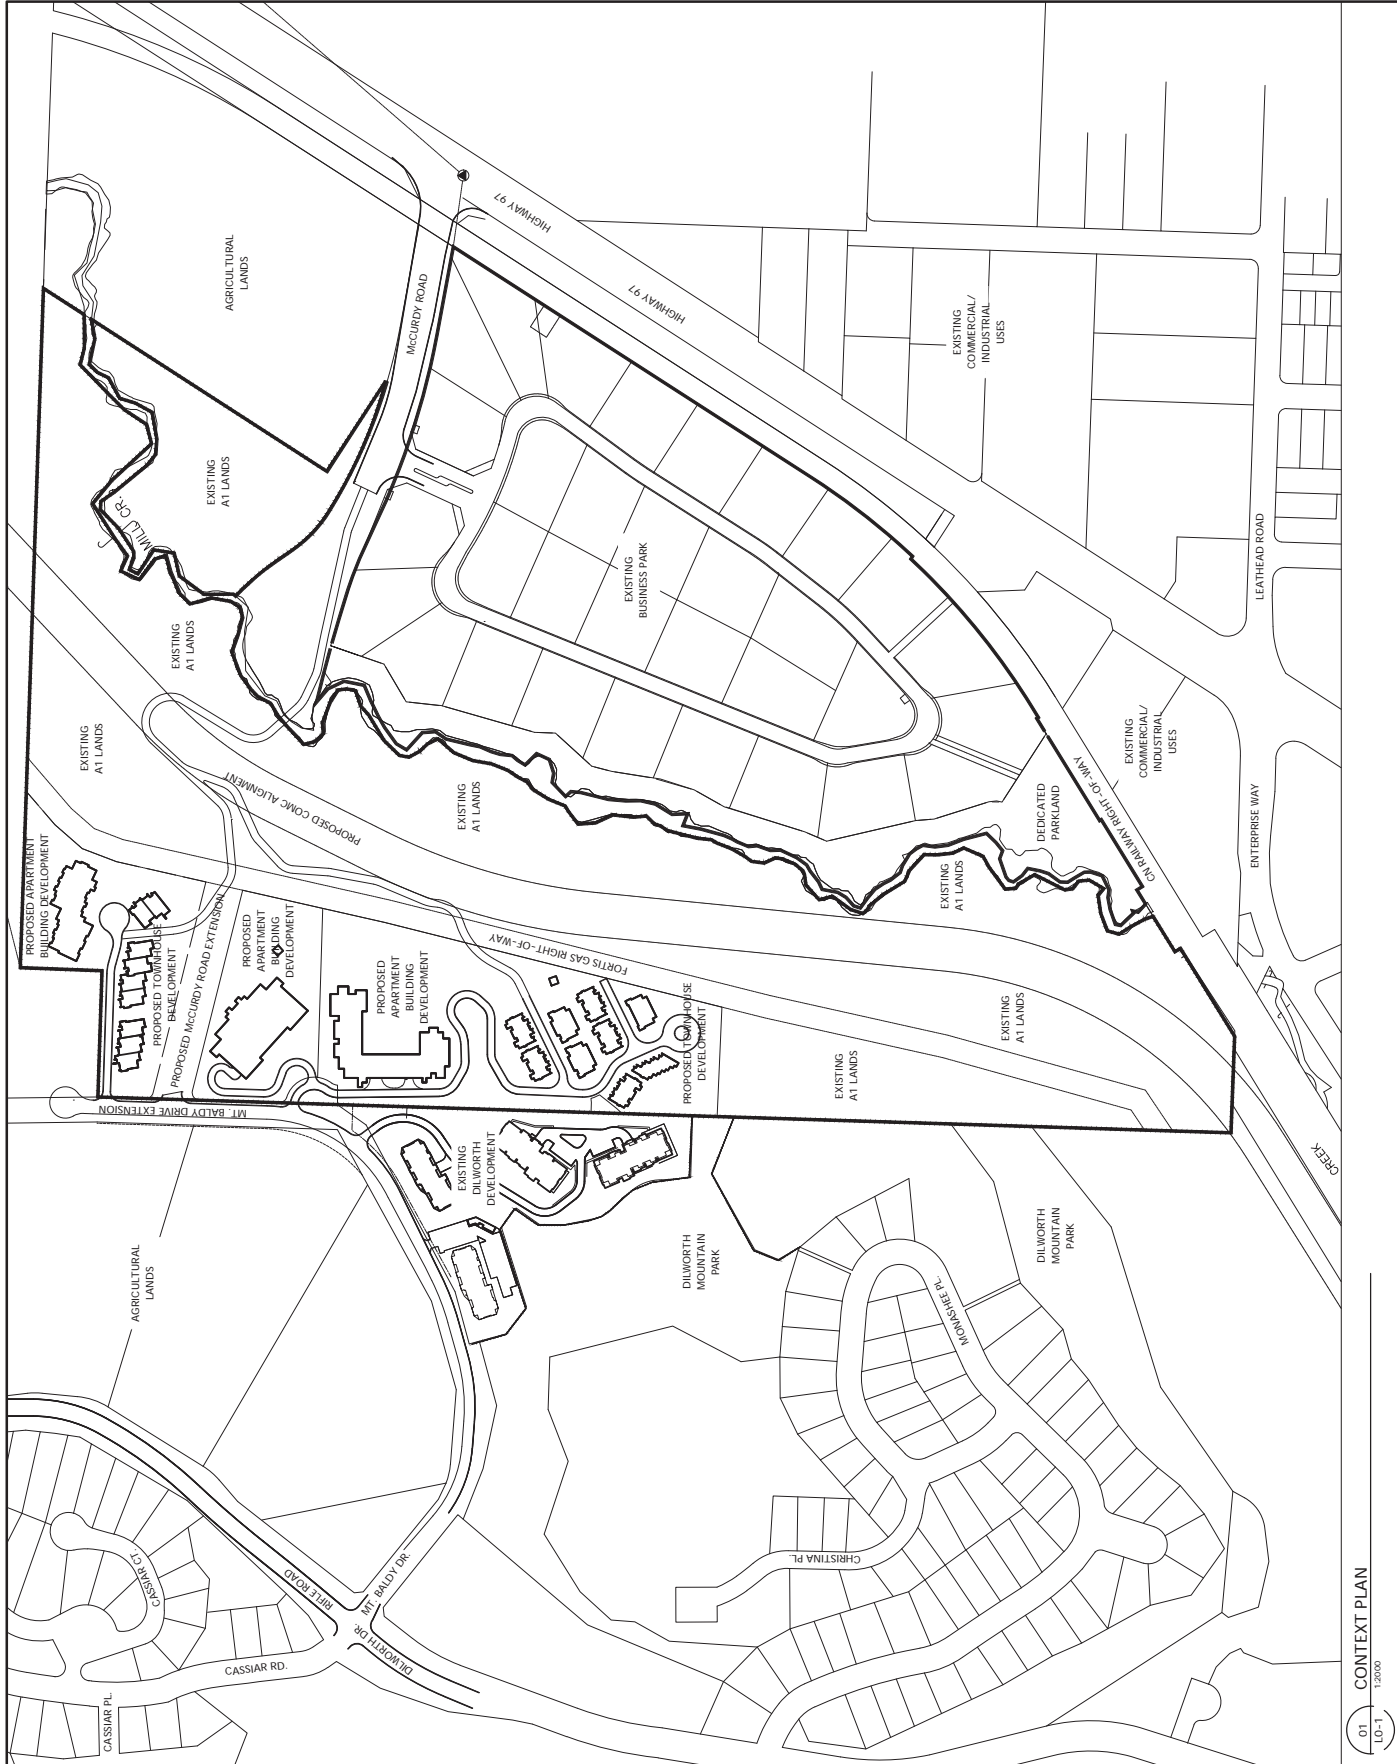 HIGHWAY 97
HIGHWAY 97
McCURDY ROAD
AGRICULTURAL
LANDS
EXISTING
A1 LANDS
MILL CR.
EXISTING
A1 LANDS
EXISTING
A1 LANDS
EXISTING
COMMERCIAL/
INDUSTRIAL
USES
EXISTING
BUSINESS PARK
LEATHEAD ROAD
EXISTING
COMMERCIAL/
INDUSTRIAL
USES
CN RAILWAY RIGHT-OF-WAY
DEDICATED
PARKLAND
ENTERPRISE WAY
PROPOSED COMC ALIGNMENT
EXISTING
A1 LANDS
EXISTING
A1 LANDS
PROPOSED APARTMENT
BUILDING DEVELOPMENT
PROPOSED TOWNHOUSE
DEVELOPMENT
PROPOSED McCURDY ROAD EXTENSION
PROPOSED
APARTMENT
BUILDING
DEVELOPMENT
PROPOSED
APARTMENT
BUILDING
DEVELOPMENT
FORTIS GAS RIGHT-OF-WAY
PROPOSED TOWNHOUSE
DEVELOPMENT
EXISTING
A1 LANDS
EXISTING
A1 LANDS
MT. BALDY DRIVE EXTENSION
EXISTING
DILWORTH
DEVELOPMENT
CREEK
AGRICULTURAL
LANDS
DILWORTH
MOUNTAIN
PARK
DILWORTH
MOUNTAIN
PARK
MONASHEE PL.
CHRISTINA PL.
CASSIAR CT.
RIFLE ROAD
MT. BALDY DR.
DILWORTH DR.
CASSIAR RD.
CASSIAR PL.
01
L0-1
CONTEXT PLAN
1:2000